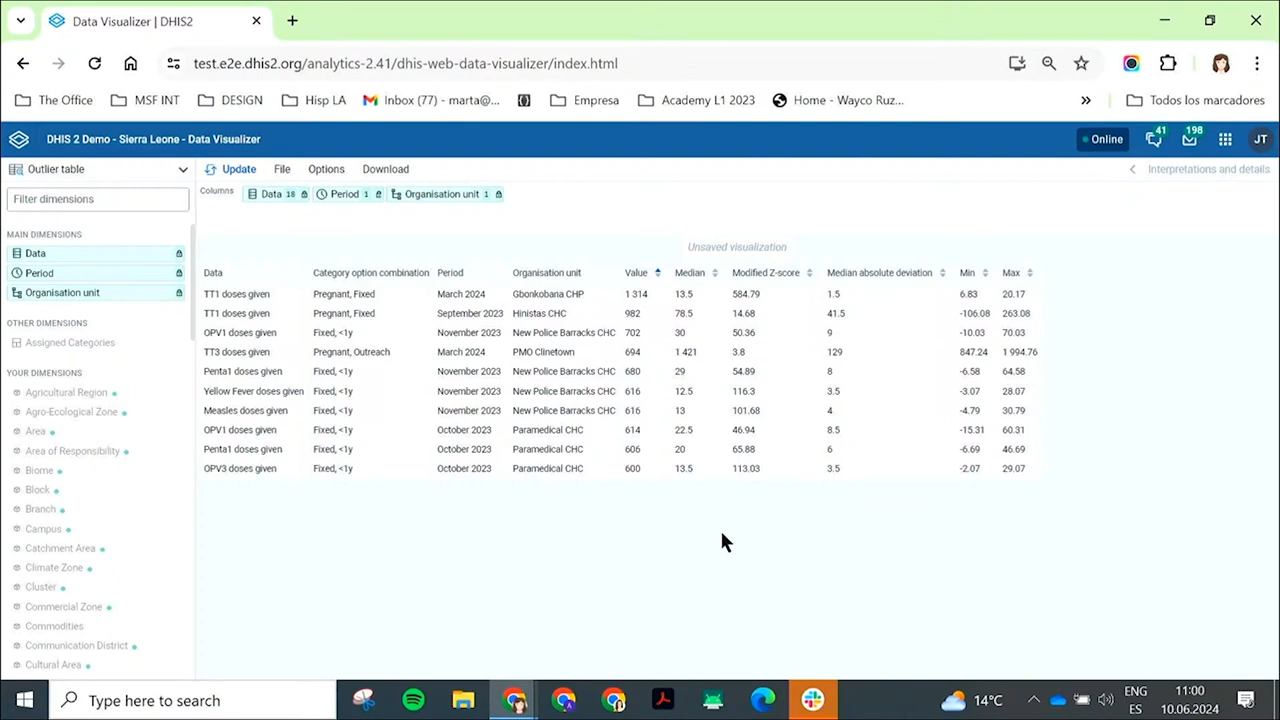 Data Visualizer | DHIS2
test.e2e.dhis2.org/analytics-2.41/dhis-web-data-visualizer/index.html
The Office MSF INT DESIGN Hisp LA Inbox (77) - marta@... Empresa Academy L1 2023 Home - Wayco Ruz... » Todos los marcadores
DHIS 2 Demo - Sierra Leone - Data Visualizer Online 41 198 JT
Outlier table Update File Options Download Interpretations and details
Filter dimensions
Columns Data 18 Period 1 Organisation unit 1
MAIN DIMENSIONS
Data
Period
Organisation unit
OTHER DIMENSIONS
Assigned Categories
YOUR DIMENSIONS
Agricultural Region
Agro-Ecological Zone
Area
Area of Responsibility
Biome
Block
Branch
Campus
Catchment Area
Climate Zone
Cluster
Commercial Zone
Commodities
Communication District
Cultural Area
Unsaved visualization
Data Category option combination Period Organisation unit Value Median Modified Z-score Median absolute deviation Min Max
TT1 doses given Pregnant, Fixed March 2024 Gbonkobana CHP 1 314 13.5 584.79 1.5 6.83 20.17
TT1 doses given Pregnant, Fixed September 2023 Hinistas CHC 982 78.5 14.68 41.5 -106.08 263.08
OPV1 doses given Fixed, <1y November 2023 New Police Barracks CHC 702 30 50.36 9 -10.03 70.03
TT3 doses given Pregnant, Outreach March 2024 PMO Clinetown 694 1 421 3.8 129 847.24 1 994.76
Penta1 doses given Fixed, <1y November 2023 New Police Barracks CHC 680 29 54.89 8 -6.58 64.58
Yellow Fever doses given Fixed, <1y November 2023 New Police Barracks CHC 616 12.5 116.3 3.5 -3.07 28.07
Measles doses given Fixed, <1y November 2023 New Police Barracks CHC 616 13 101.68 4 -4.79 30.79
OPV1 doses given Fixed, <1y October 2023 Paramedical CHC 614 22.5 46.94 8.5 -15.31 60.31
Penta1 doses given Fixed, <1y October 2023 Paramedical CHC 606 20 65.88 6 -6.69 46.69
OPV3 doses given Fixed, <1y October 2023 Paramedical CHC 600 13.5 113.03 3.5 -2.07 29.07
Type here to search 14°C ENG 11:00
ES 10.06.2024